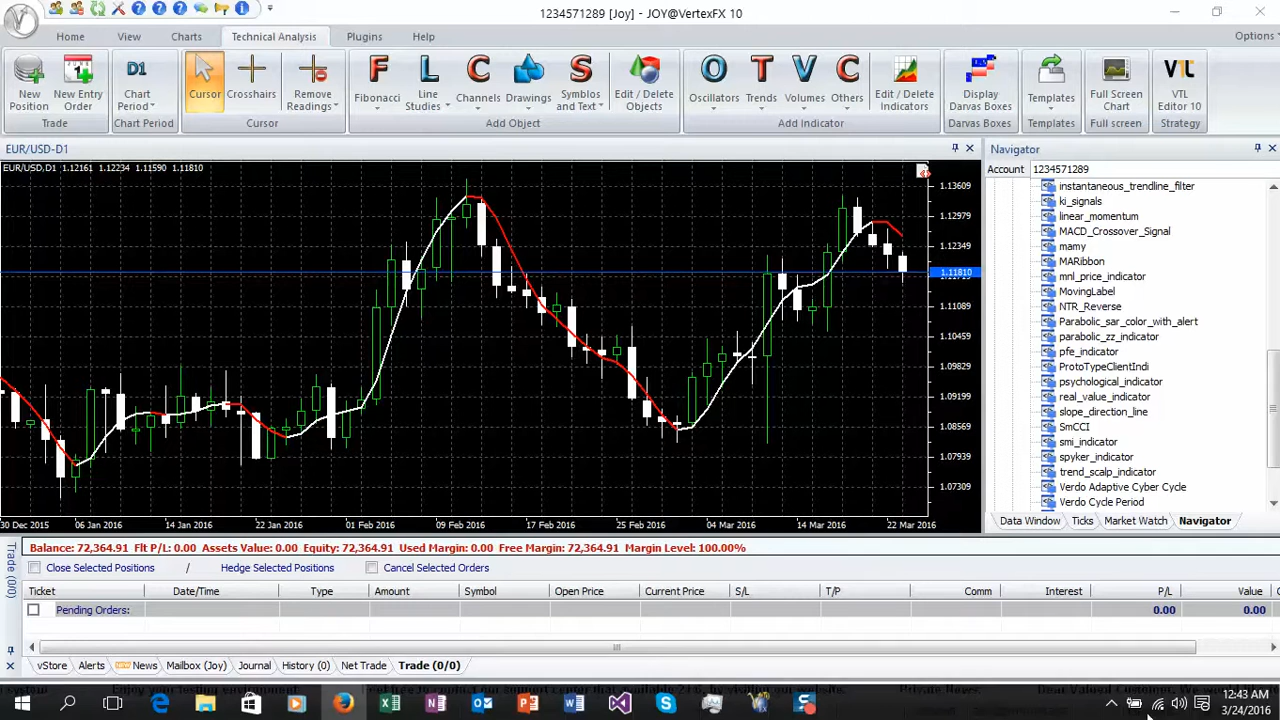 1234571289 [Joy] - JOY@VertexFX 10
Home View Charts Technical Analysis Plugins Help Options
New Position
New Entry Order
Trade
D1
Chart Period
Chart Period
Cursor
Crosshairs
Remove Readings
Cursor
F Fibonacci
L Line Studies
C Channels
Drawings
S Symbols and Text
Edit / Delete Objects
Add Object
O Oscillators
T Trends
V Volumes
C Others
Edit / Delete Indicators
Add Indicator
Display Darvas Boxes
Darvas Boxes
Templates
Templates
Full Screen Chart
Full screen
VTL
VTL Editor 10
Strategy
EUR/USD-D1
EUR/USD,D1 1.12161 1.12234 1.11590 1.11810
1.13609
1.12979
1.12349
1.11810
1.11089
1.10459
1.09829
1.09199
1.08569
1.07939
1.07309
30 Dec 2015 06 Jan 2016 14 Jan 2016 22 Jan 2016 01 Feb 2016 09 Feb 2016 17 Feb 2016 25 Feb 2016 04 Mar 2016 14 Mar 2016 22 Mar 2016
Navigator
Account 1234571289
instantaneous_trendline_filter
ki_signals
linear_momentum
MACD_Crossover_Signal
mamy
MARibbon
mnl_price_indicator
MovingLabel
NTR_Reverse
Parabolic_sar_color_with_alert
parabolic_zz_indicator
pfe_indicator
ProtoTypeClientIndi
psychological_indicator
real_value_indicator
slope_direction_line
SmCCI
smi_indicator
spyker_indicator
trend_scalp_indicator
Verdo Adaptive Cyber Cycle
Verdo Cycle Period
Data Window Ticks Market Watch Navigator
Trade (0/0)
Balance: 72,364.91 Flt P/L: 0.00 Assets Value: 0.00 Equity: 72,364.91 Used Margin: 0.00 Free Margin: 72,364.91 Margin Level: 100.00%
Close Selected Positions / Hedge Selected Positions Cancel Selected Orders
Ticket Date/Time Type Amount Symbol Open Price Current Price S/L T/P Comm Interest P/L Value
Pending Orders: 0.00 0.00
vStore Alerts News Mailbox (Joy) Journal History (0) Net Trade Trade (0/0)
12:43 AM
3/24/2016